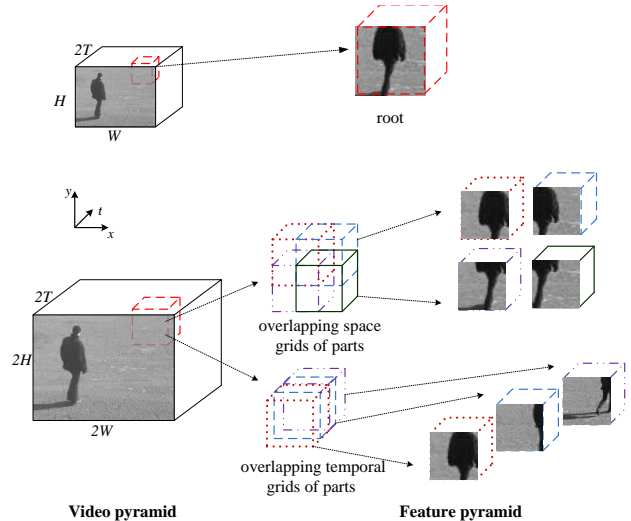 2T
H
W
root
y
t
x
2T
2H
2W
overlapping space
grids of parts
overlapping temporal
grids of parts
Video pyramid
Feature pyramid